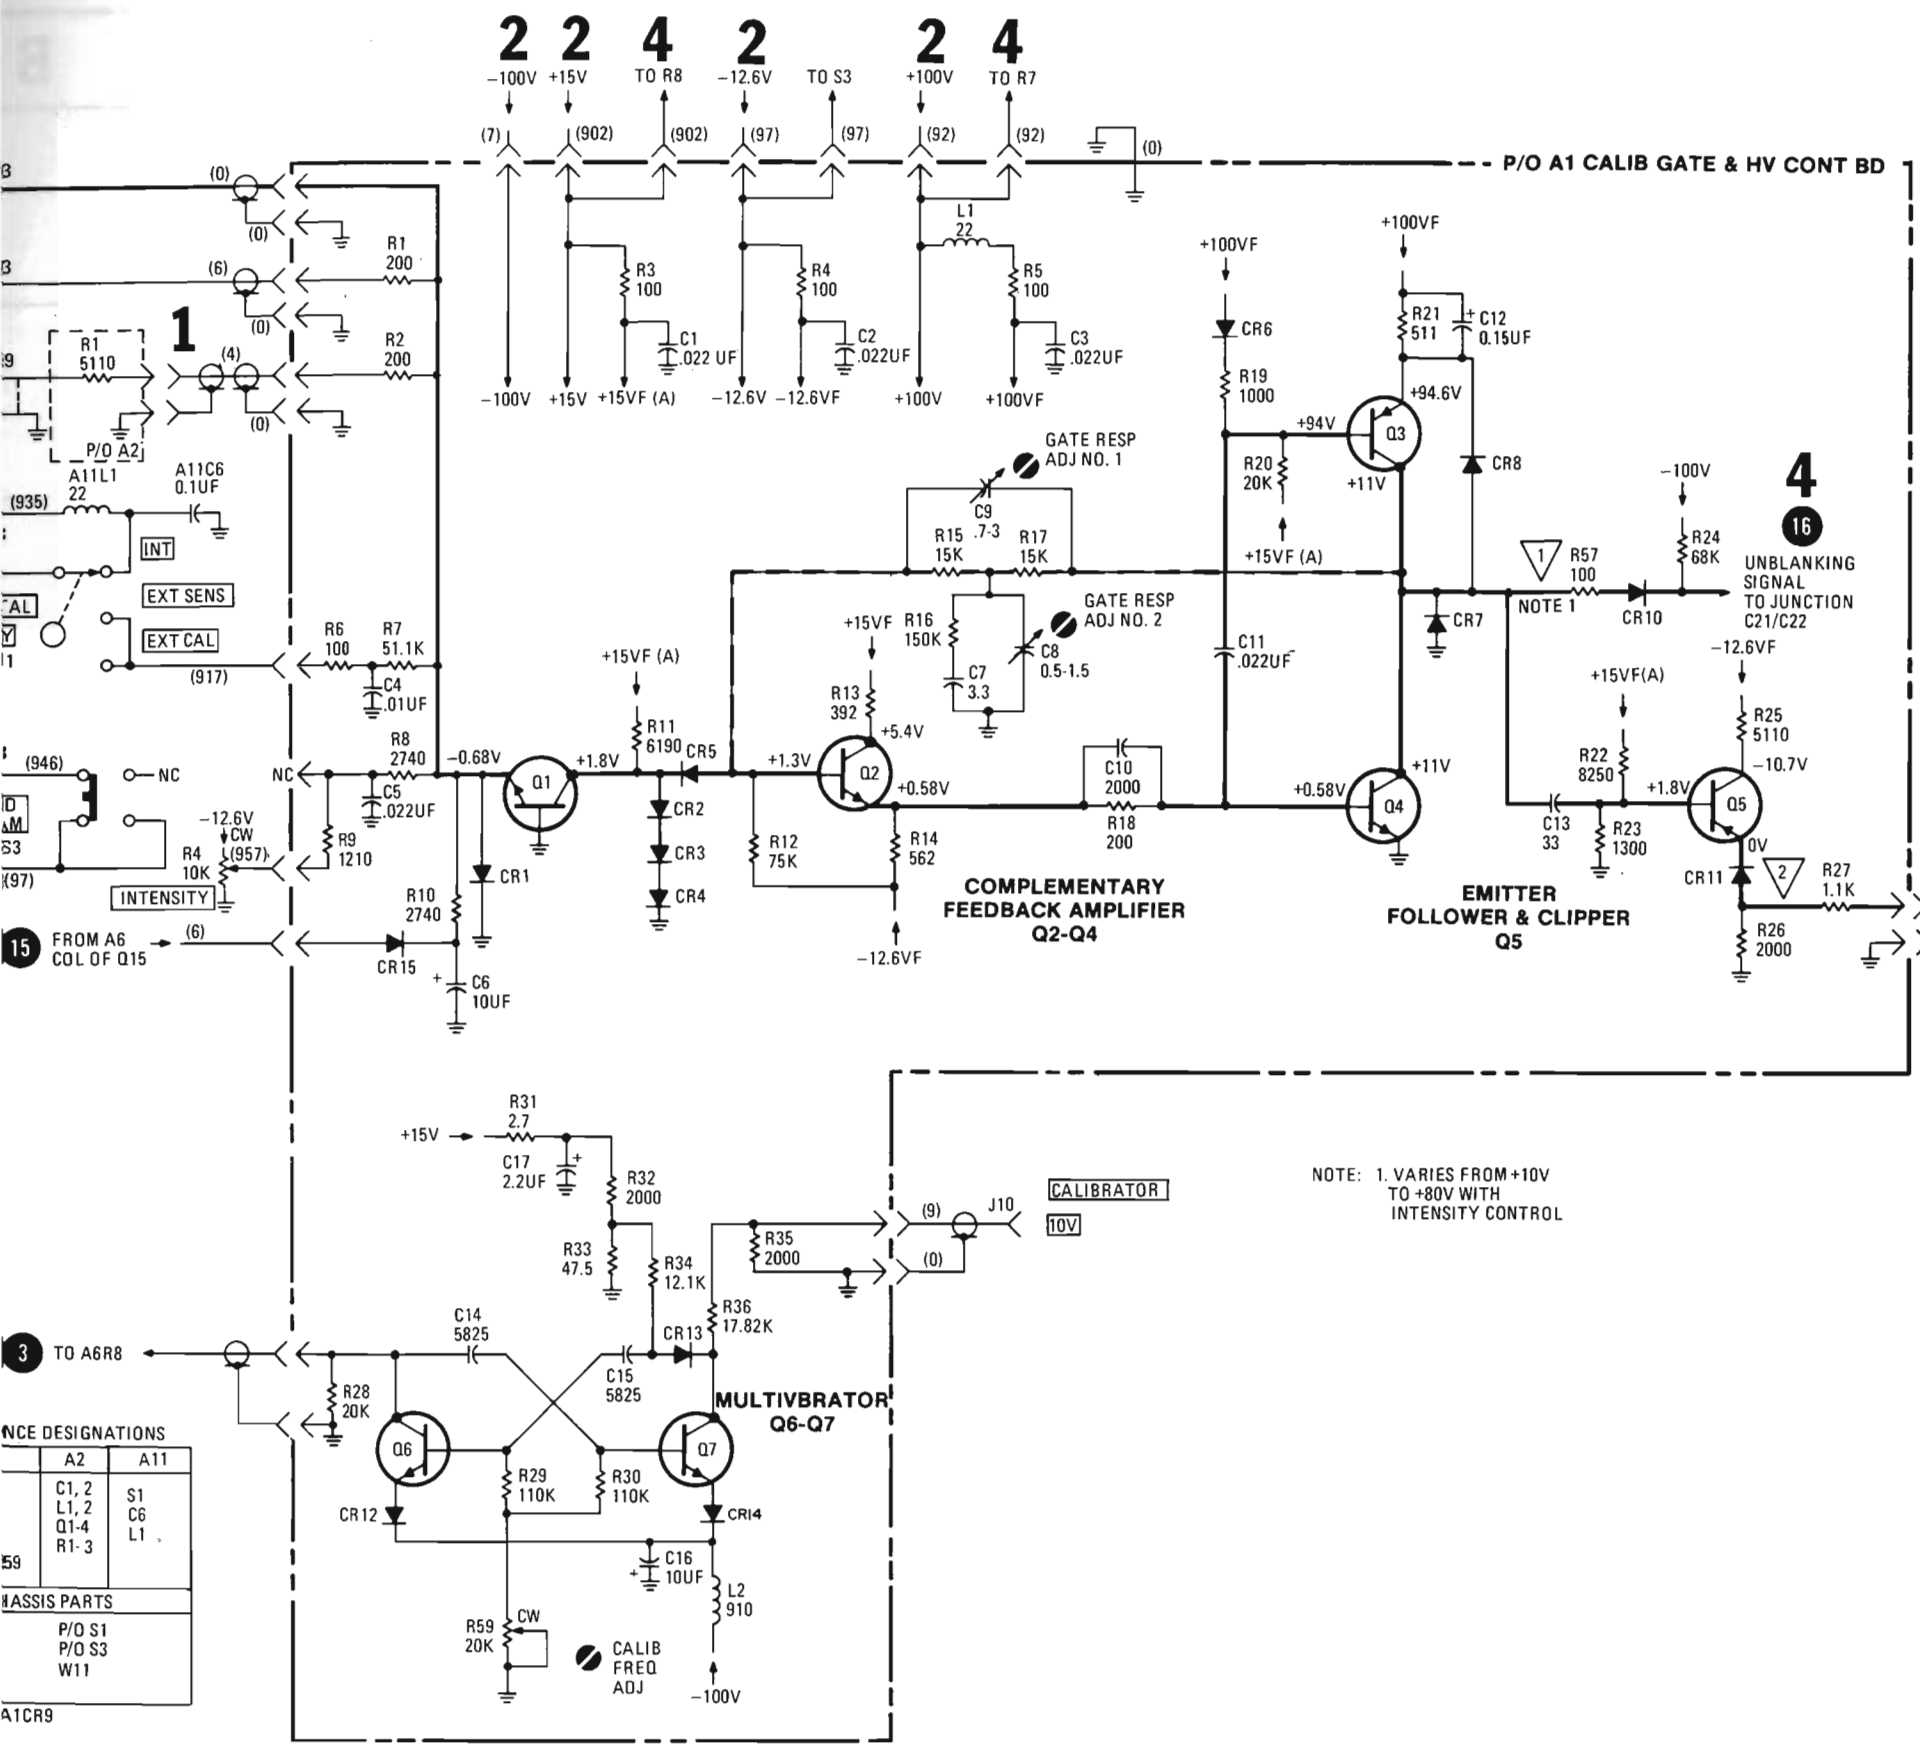 2 2 4 2 2 4
-100V +15V TO R8 -12.6V TO S3 +100V TO R7
(7) (902) (902) (97) (97) (92) (92) (0)
P/O A1 CALIB GATE & HV CONT BD
(0)
(0)
R1
200
(6)
(0)
R2
200
1
R1
5110
(4)
(0)
P/O A2
L1
22
R3
100
R4
100
R5
100
C1
.022 UF
C2
.022UF
C3
.022UF
-100V +15V +15VF (A) -12.6V -12.6VF +100V +100VF
+100VF
+100VF
CR6
R21
511
C12
0.15UF
R19
1000
+94.6V
+94V
Q3
R20
20K
+11V
CR8
+15VF (A)
A11L1
22
A11C6
0.1UF
(935)
INT
EXT SENS
EXT CAL
(917)
GATE RESP
ADJ NO. 1
C9
.7-3
R15
15K
R17
15K
GATE RESP
ADJ NO. 2
R16
150K
C8
0.5-1.5
C7
3.3
-100V
4
16
R24
68K
UNBLANKING
SIGNAL
TO JUNCTION
C21/C22
1
NOTE 1
R57
100
CR10
CR7
C11
.022UF
R6
100
R7
51.1K
C4
.01UF
R8
2740
-0.68V
NC
C5
.022UF
R9
1210
(946)
NC
-12.6V
CW
(957)
R4
10K
INTENSITY
(97)
S3
Q1
+1.8V
+15VF (A)
R11
6190
CR5
CR2
CR3
CR4
CR1
R10
2740
CR15
C6
10UF
15
FROM A6
COL OF Q15
(6)
+15VF
R13
392
+5.4V
+1.3V
Q2
+0.58V
R12
75K
R14
562
-12.6VF
C10
2000
R18
200
+0.58V
Q4
+11V
COMPLEMENTARY
FEEDBACK AMPLIFIER
Q2-Q4
-12.6VF
+15VF(A)
R25
5110
R22
8250
-10.7V
+1.8V
Q5
C13
33
R23
1300
0V
CR11
2
R27
1.1K
R26
2000
EMITTER
FOLLOWER & CLIPPER
Q5
+15V
R31
2.7
C17
2.2UF
R32
2000
R33
47.5
R34
12.1K
R35
2000
R36
17.82K
(9)
(0)
J10
CALIBRATOR
10V
NOTE: 1. VARIES FROM +10V
TO +80V WITH
INTENSITY CONTROL
3
TO A6R8
C14
5825
CR13
C15
5825
R28
20K
MULTIVBRATOR
Q6-Q7
Q6
Q7
R29
110K
R30
110K
CR12
CR14
C16
10UF
L2
910
R59
20K
CW
CALIB
FREQ
ADJ
-100V
NCE DESIGNATIONS
A2 A11
C1, 2
L1, 2
Q1-4
R1-3
S1
C6
L1
59
HASSIS PARTS
P/O S1
P/O S3
W11
A1CR9